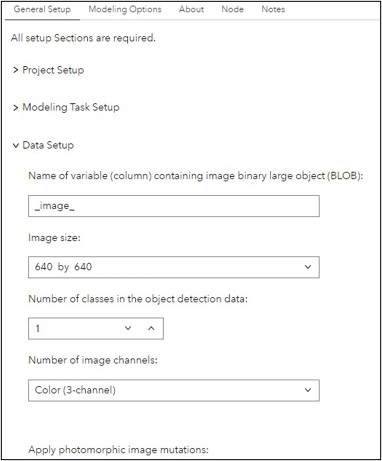 General Setup Modeling Options About Node Notes
All setup Sections are required.
Project Setup
Modeling Task Setup
Data Setup
Name of variable (column) containing image binary large object (BLOB):
_image_
Image size:
640 by 640
Number of classes in the object detection data:
1
Number of image channels:
Color (3-channel)
Apply photomorphic image mutations: